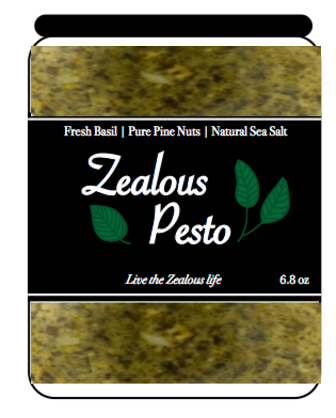 Fresh Basil | Pure Pine Nuts | Natural Sea Salt
Zealous
Pesto
Live the Zealous life
6.8 oz